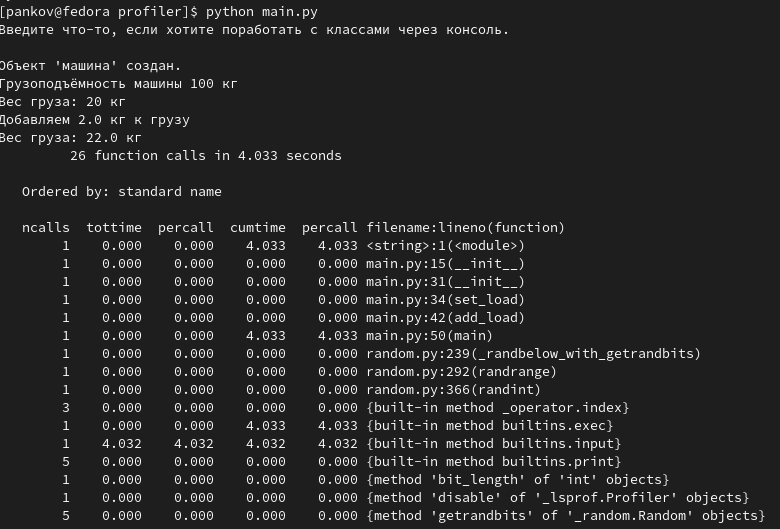 [pankov@fedora profiler]$ python main.py
Введите что-то, если хотите поработать с классами через консоль.
Объект 'машина' создан.
Грузоподъёмность машины 100 кг
Вес груза: 20 кг
Добавляем 2.0 кг к грузу
Вес груза: 22.0 кг
26 function calls in 4.033 seconds
Ordered by: standard name
ncalls tottime percall cumtime percall filename:lineno(function)
1 0.000 0.000 4.033 4.033 <string>:1(<module>)
1 0.000 0.000 0.000 0.000 main.py:15(__init__)
1 0.000 0.000 0.000 0.000 main.py:31(__init__)
1 0.000 0.000 0.000 0.000 main.py:34(set_load)
1 0.000 0.000 0.000 0.000 main.py:42(add_load)
1 0.000 0.000 4.033 4.033 main.py:50(main)
1 0.000 0.000 0.000 0.000 random.py:239(_randbelow_with_getrandbits)
1 0.000 0.000 0.000 0.000 random.py:292(randrange)
1 0.000 0.000 0.000 0.000 random.py:366(randint)
3 0.000 0.000 0.000 0.000 {built-in method _operator.index}
1 0.000 0.000 4.033 4.033 {built-in method builtins.exec}
1 4.032 4.032 4.032 4.032 {built-in method builtins.input}
5 0.000 0.000 0.000 0.000 {built-in method builtins.print}
1 0.000 0.000 0.000 0.000 {method 'bit_length' of 'int' objects}
1 0.000 0.000 0.000 0.000 {method 'disable' of '_lsprof.Profiler' objects}
5 0.000 0.000 0.000 0.000 {method 'getrandbits' of '_random.Random' objects}